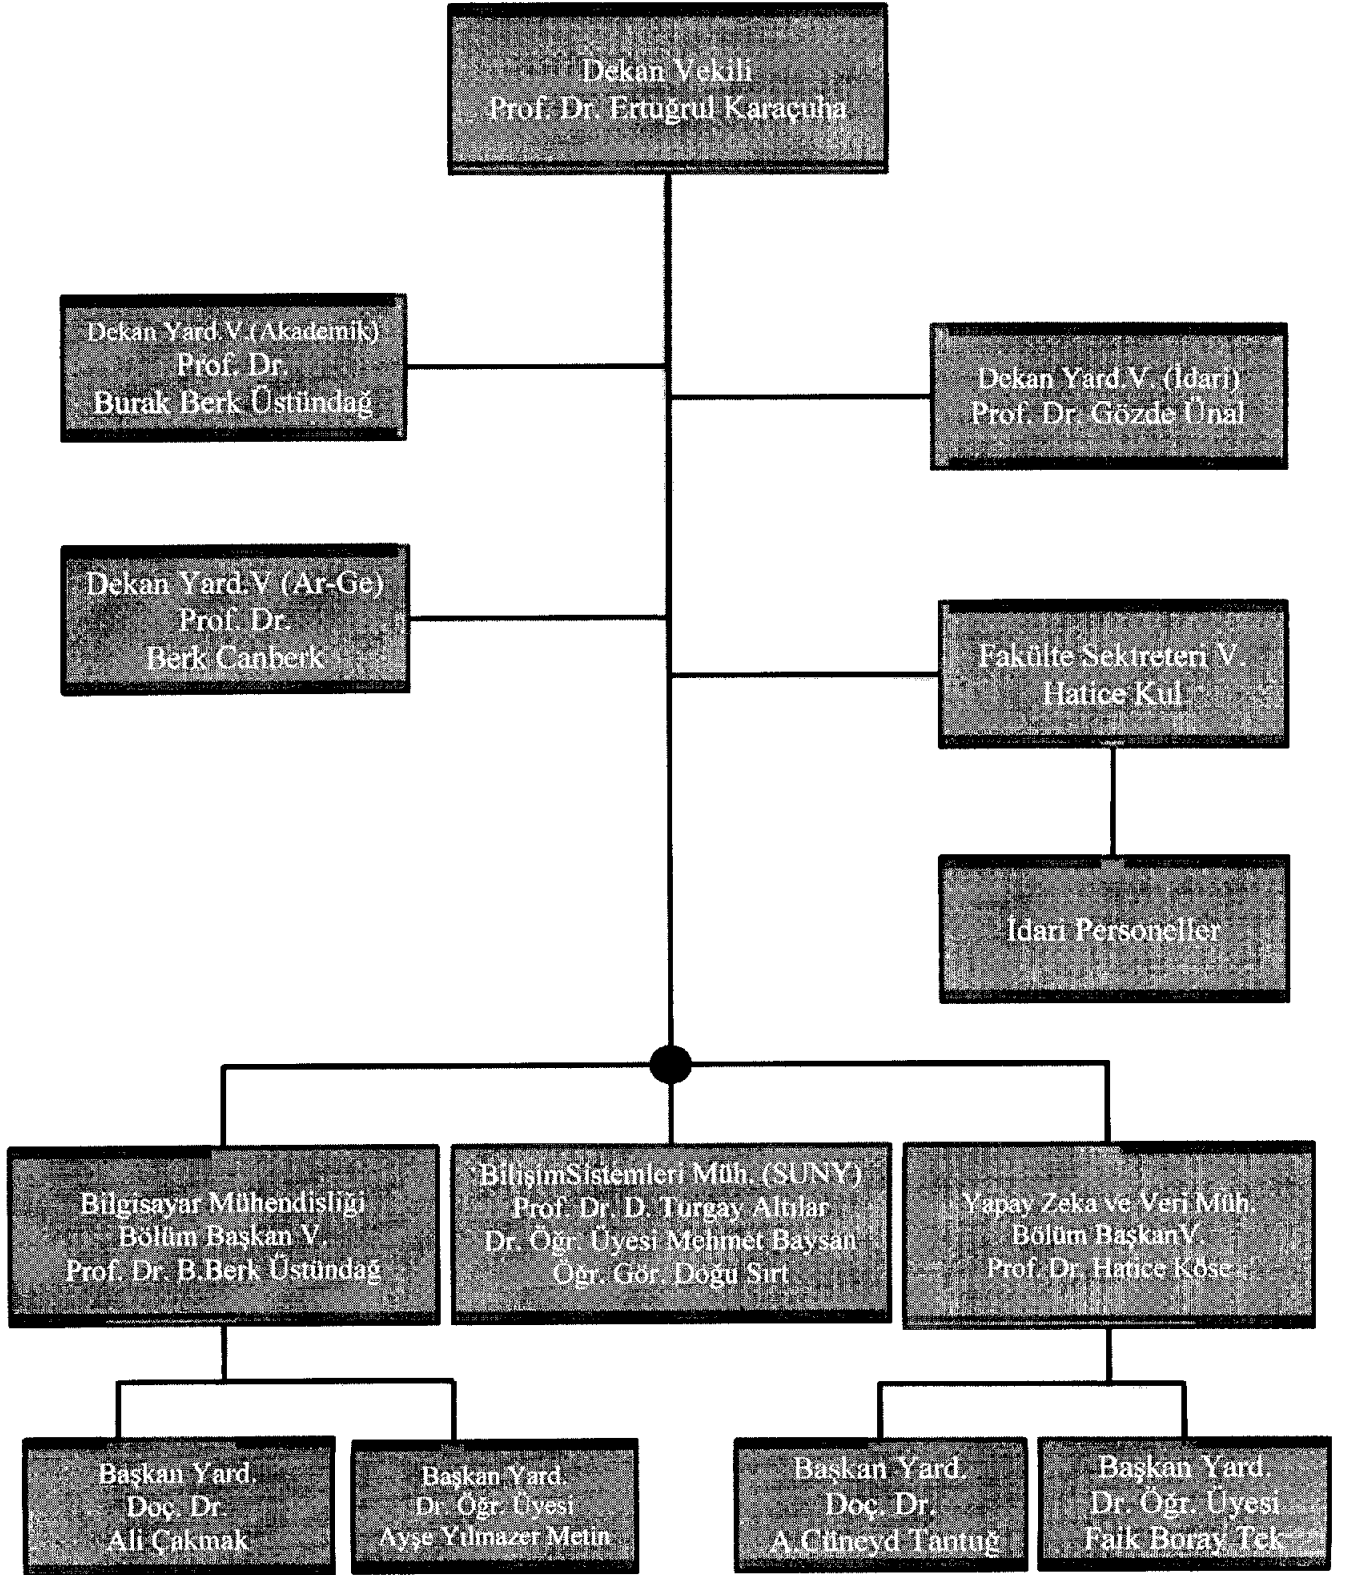 Dekan Vekili
Prof. Dr. Ertuğrul Karaçuha
Dekan Yard.V.(Akademik)
Prof. Dr.
Burak Berk Üstündağ
Dekan Yard.V. (İdari)
Prof. Dr. Gözde Ünal
Dekan Yard.V (Ar-Ge)
Prof. Dr.
Berk Canberk
Fakülte Sektreteri V.
Hatice Kul
İdari Personeller
Bilgisayar Mühendisliği
Bölüm Başkan V.
Prof. Dr. B.Berk Üstündağ
BilişimSistemleri Müh. (SUNY)
Prof. Dr. D. Turgay Altılar
Dr. Öğr. Üyesi Mehmet Baysan
Öğr. Gör. Doğu Sırt
Yapay Zeka ve Veri Müh.
Bölüm BaşkanV.
Prof. Dr. Hatice Köse
Başkan Yard.
Doç. Dr.
Ali Çakmak
Başkan Yard.
Dr. Öğr. Üyesi
Ayşe Yılmazer Metin
Başkan Yard.
Doç. Dr.
A.Cüneyd Tantuğ
Başkan Yard.
Dr. Öğr. Üyesi
Faik Boray Tek